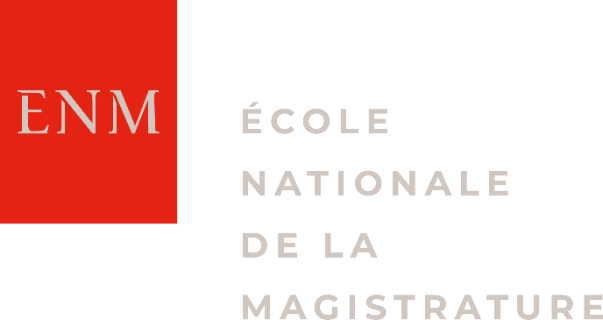 ENM
ÉCOLE
NATIONALE
DE LA
MAGISTRATURE